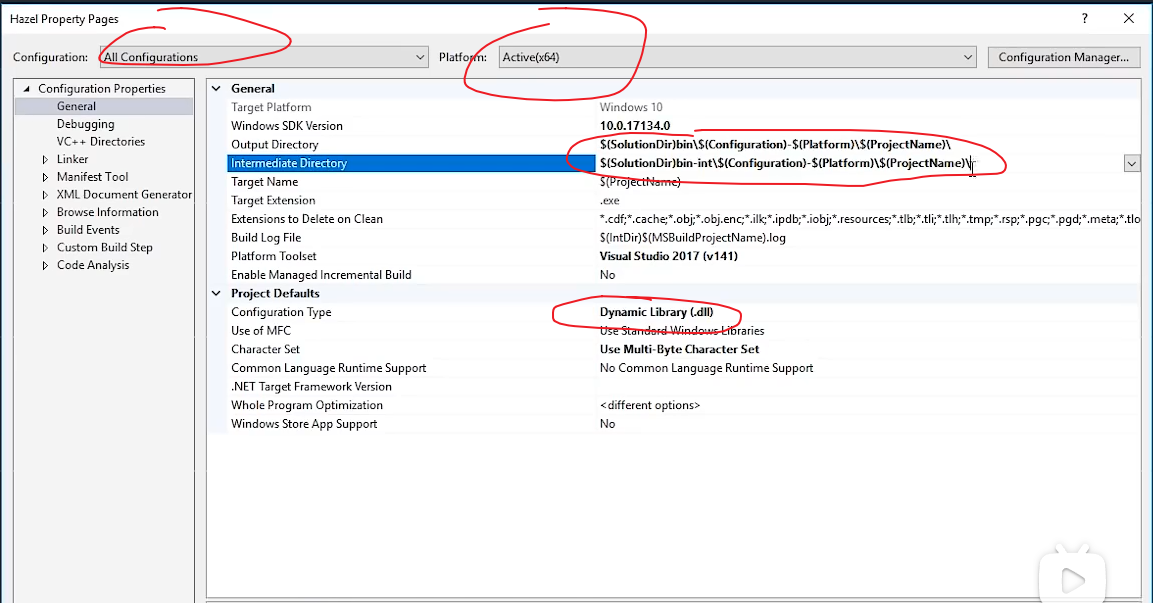 Hazel Property Pages
Configuration: All Configurations Platform: Active(x64) Configuration Manager...
Configuration Properties
General
Debugging
VC++ Directories
Linker
Manifest Tool
XML Document Generator
Browse Information
Build Events
Custom Build Step
Code Analysis
General
Target Platform Windows 10
Windows SDK Version 10.0.17134.0
Output Directory $(SolutionDir)bin\$(Configuration)-$(Platform)\$(ProjectName)\
Intermediate Directory $(SolutionDir)bin-int\$(Configuration)-$(Platform)\$(ProjectName)\
Target Name $(ProjectName)
Target Extension .exe
Extensions to Delete on Clean *.cdf;*.cache;*.obj;*.obj.enc;*.ilk;*.ipdb;*.iobj;*.resources;*.tlb;*.tli;*.tlh;*.tmp;*.rsp;*.pgc;*.pgd;*.meta;*.tlo
Build Log File $(IntDir)$(MSBuildProjectName).log
Platform Toolset Visual Studio 2017 (v141)
Enable Managed Incremental Build No
Project Defaults
Configuration Type Dynamic Library (.dll)
Use of MFC Use Standard Windows Libraries
Character Set Use Multi-Byte Character Set
Common Language Runtime Support No Common Language Runtime Support
.NET Target Framework Version
Whole Program Optimization <different options>
Windows Store App Support No